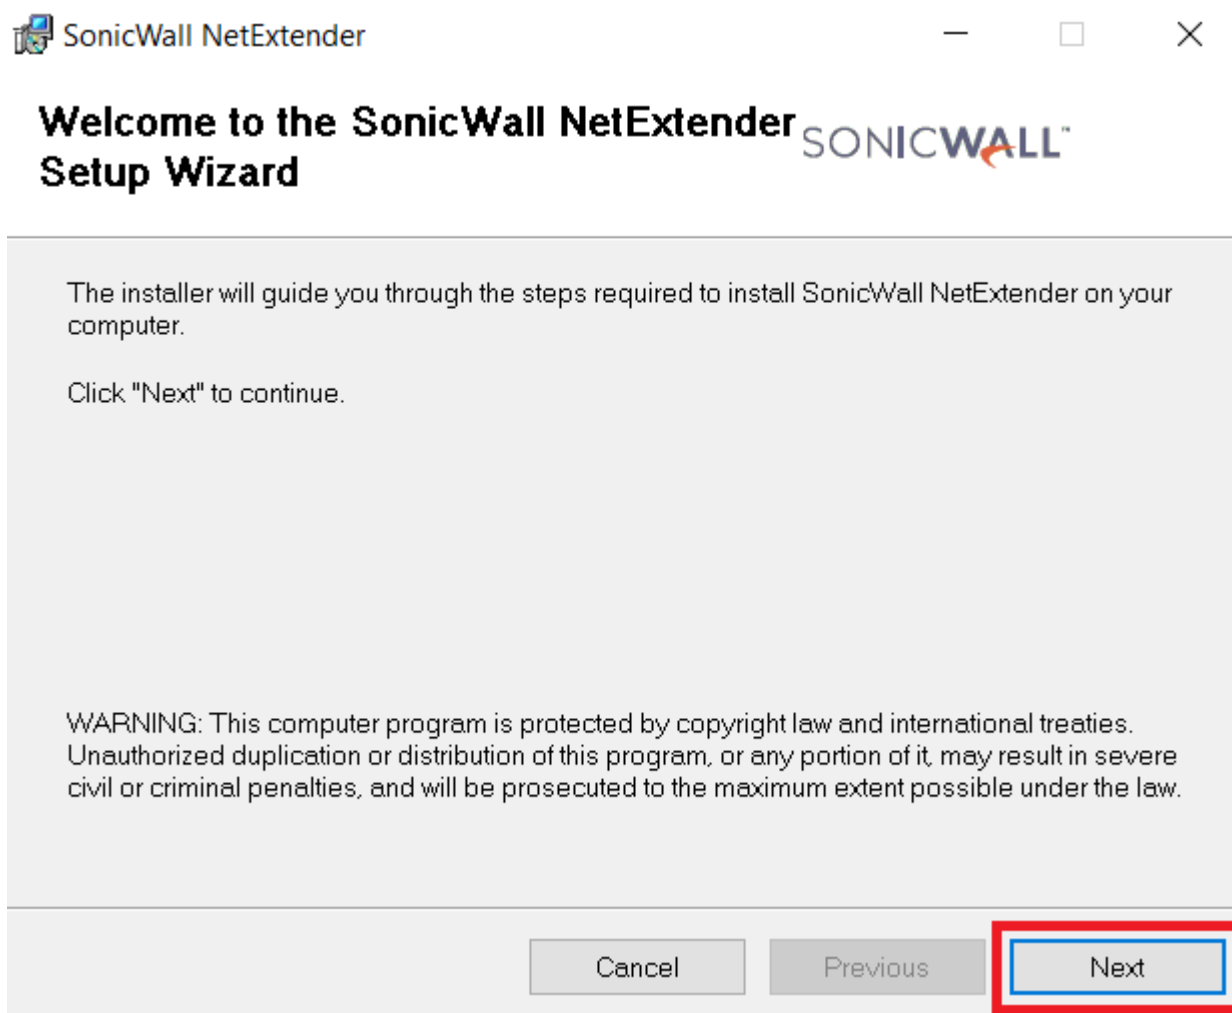 SonicWall NetExtender
Welcome to the SonicWall NetExtender
Setup Wizard
SONICWALL™
The installer will guide you through the steps required to install SonicWall NetExtender on your
computer.
Click "Next" to continue.
WARNING: This computer program is protected by copyright law and international treaties.
Unauthorized duplication or distribution of this program, or any portion of it, may result in severe
civil or criminal penalties, and will be prosecuted to the maximum extent possible under the law.
Cancel
Previous
Next